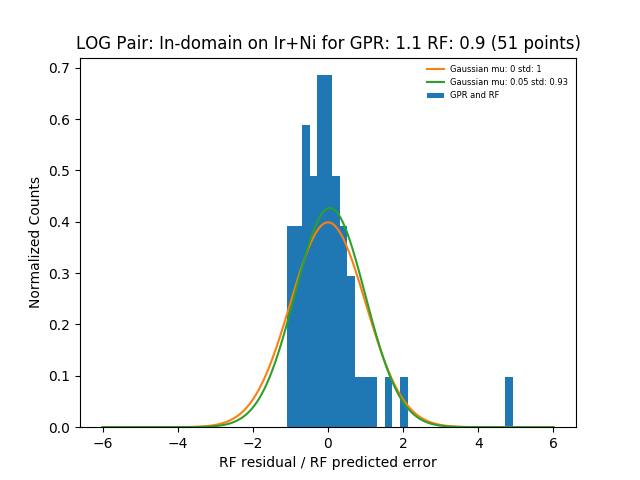 LOG Pair: In-domain on Ir+Ni for GPR: 1.1 RF: 0.9 (51 points)
Gaussian mu: 0 std: 1
Gaussian mu: 0.05 std: 0.93
GPR and RF
Normalized Counts
0.7
0.6
0.5
0.4
0.3
0.2
0.1
0.0
−6 −4 −2 0 2 4 6
RF residual / RF predicted error